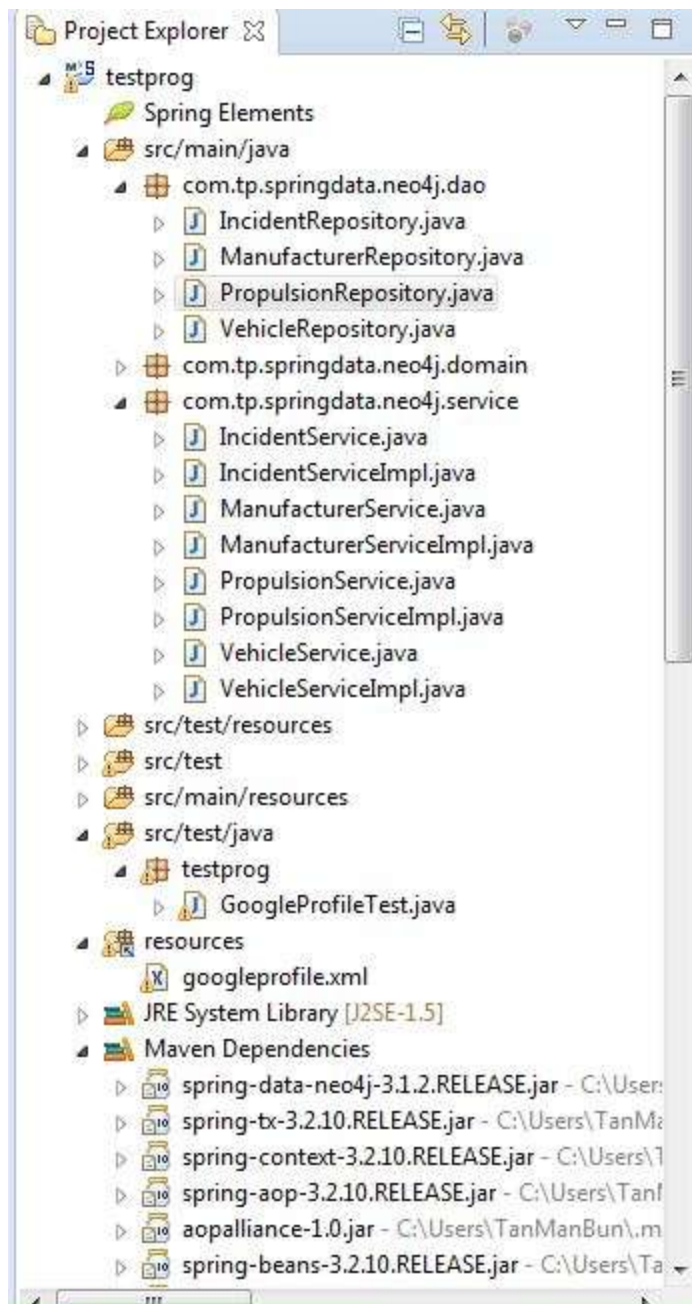 Project Explorer
testprog
Spring Elements
src/main/java
com.tp.springdata.neo4j.dao
IncidentRepository.java
ManufacturerRepository.java
PropulsionRepository.java
VehicleRepository.java
com.tp.springdata.neo4j.domain
com.tp.springdata.neo4j.service
IncidentService.java
IncidentServiceImpl.java
ManufacturerService.java
ManufacturerServiceImpl.java
PropulsionService.java
PropulsionServiceImpl.java
VehicleService.java
VehicleServiceImpl.java
src/test/resources
src/test
src/main/resources
src/test/java
testprog
GoogleProfileTest.java
resources
googleprofile.xml
JRE System Library [J2SE-1.5]
Maven Dependencies
spring-data-neo4j-3.1.2.RELEASE.jar - C:\User
spring-tx-3.2.10.RELEASE.jar - C:\Users\TanMa
spring-context-3.2.10.RELEASE.jar - C:\Users\T
spring-aop-3.2.10.RELEASE.jar - C:\Users\Tan
aopalliance-1.0.jar - C:\Users\TanManBun\.m
spring-beans-3.2.10.RELEASE.jar - C:\Users\Ta